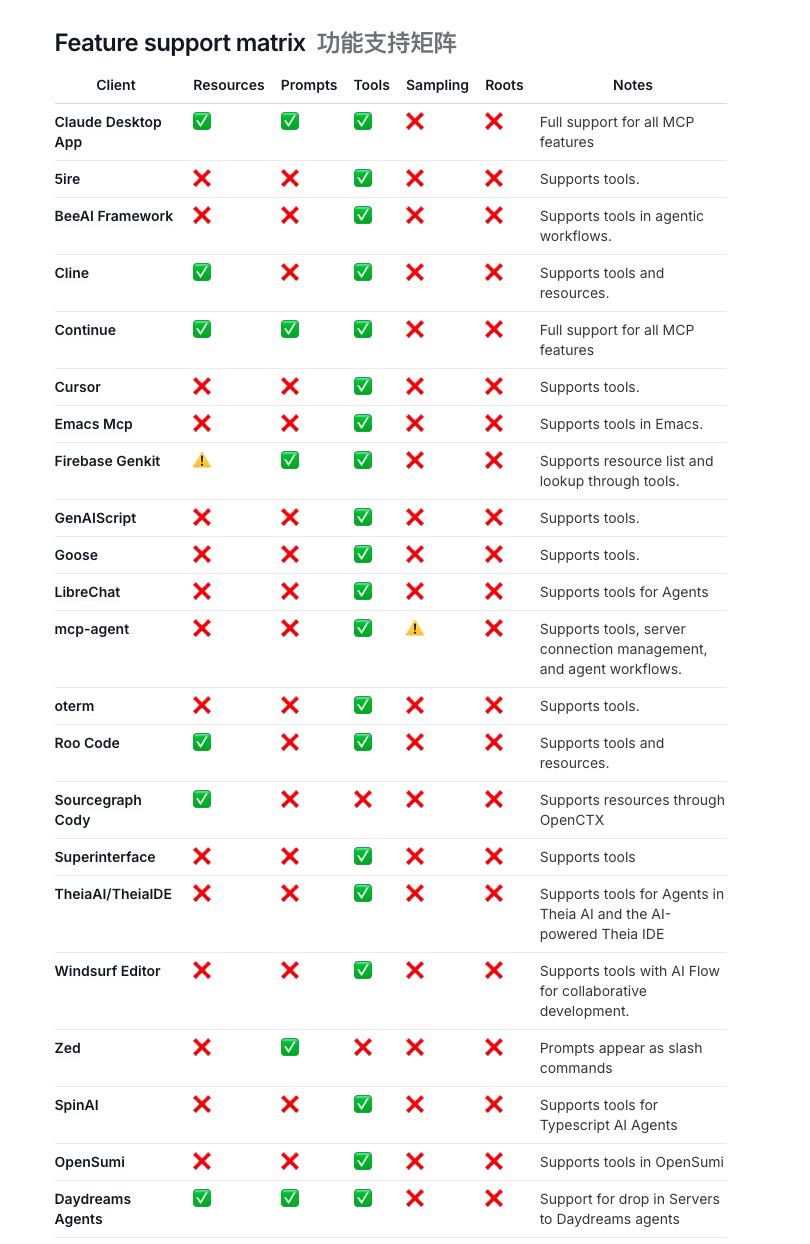 Feature support matrix 功能支持矩阵
Client Resources Prompts Tools Sampling Roots Notes
Claude Desktop App ✅ ✅ ✅ ❌ ❌ Full support for all MCP features
5ire ❌ ❌ ✅ ❌ ❌ Supports tools.
BeeAI Framework ❌ ❌ ✅ ❌ ❌ Supports tools in agentic workflows.
Cline ✅ ❌ ✅ ❌ ❌ Supports tools and resources.
Continue ✅ ✅ ✅ ❌ ❌ Full support for all MCP features
Cursor ❌ ❌ ✅ ❌ ❌ Supports tools.
Emacs Mcp ❌ ❌ ✅ ❌ ❌ Supports tools in Emacs.
Firebase Genkit ⚠️ ✅ ✅ ❌ ❌ Supports resource list and lookup through tools.
GenAIScript ❌ ❌ ✅ ❌ ❌ Supports tools.
Goose ❌ ❌ ✅ ❌ ❌ Supports tools.
LibreChat ❌ ❌ ✅ ❌ ❌ Supports tools for Agents
mcp-agent ❌ ❌ ✅ ⚠️ ❌ Supports tools, server connection management, and agent workflows.
oterm ❌ ❌ ✅ ❌ ❌ Supports tools.
Roo Code ✅ ❌ ✅ ❌ ❌ Supports tools and resources.
Sourcegraph Cody ✅ ❌ ❌ ❌ ❌ Supports resources through OpenCTX
Superinterface ❌ ❌ ✅ ❌ ❌ Supports tools
TheiaAI/TheiaIDE ❌ ❌ ✅ ❌ ❌ Supports tools for Agents in Theia AI and the AI-powered Theia IDE
Windsurf Editor ❌ ❌ ✅ ❌ ❌ Supports tools with AI Flow for collaborative development.
Zed ❌ ✅ ❌ ❌ ❌ Prompts appear as slash commands
SpinAI ❌ ❌ ✅ ❌ ❌ Supports tools for Typescript AI Agents
OpenSumi ❌ ❌ ✅ ❌ ❌ Supports tools in OpenSumi
Daydreams Agents ✅ ✅ ✅ ❌ ❌ Support for drop in Servers to Daydreams agents